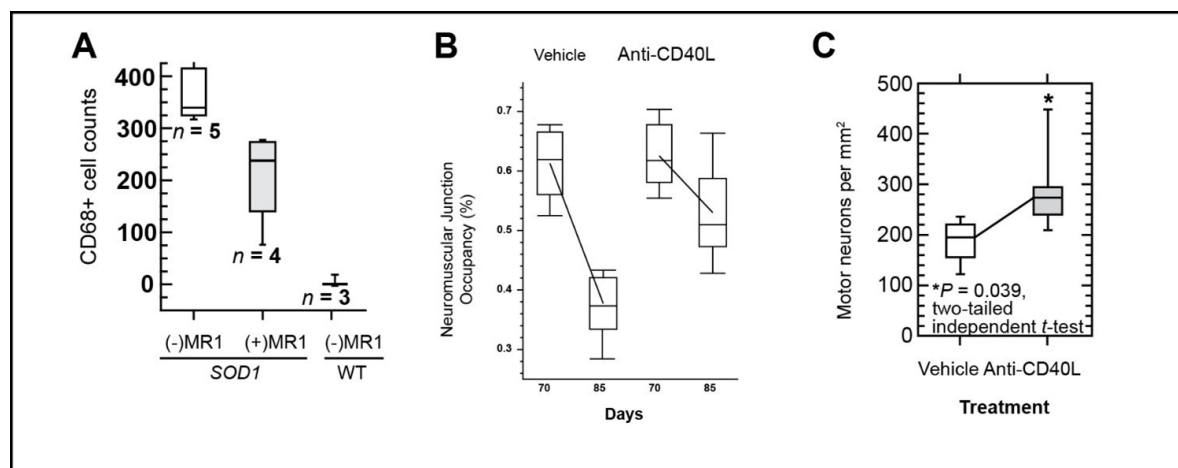 A
CD68+ cell counts
400
300
200
100
0
n = 5
n = 4
n = 3
(-)MR1 (+)MR1 (-)MR1
SOD1 WT
B
Vehicle Anti-CD40L
Neuromuscular Junction
Occupancy (%)
0.7
0.6
0.5
0.4
0.3
70 85 70 85
Days
C
Motor neurons per mm²
500
400
300
200
100
0
*
*P = 0.039,
two-tailed
independent t-test
Vehicle Anti-CD40L
Treatment